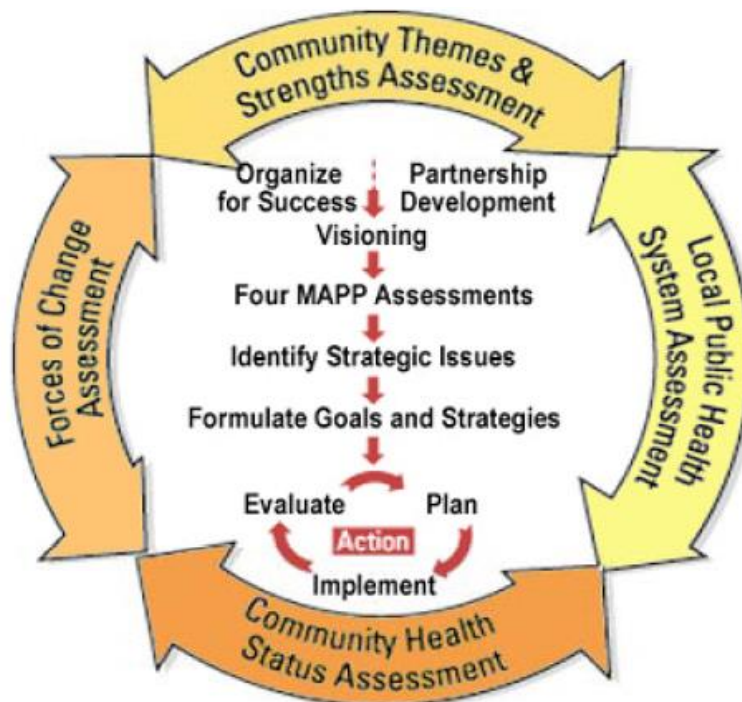 Community Themes &
Strengths Assessment
Organize
for Success
Partnership
Development
Visioning
Four MAPP Assessments
Identify Strategic Issues
Formulate Goals and Strategies
Evaluate
Plan
Action
Implement
Forces of Change
Assessment
Local Public Health
System Assessment
Community Health
Status Assessment